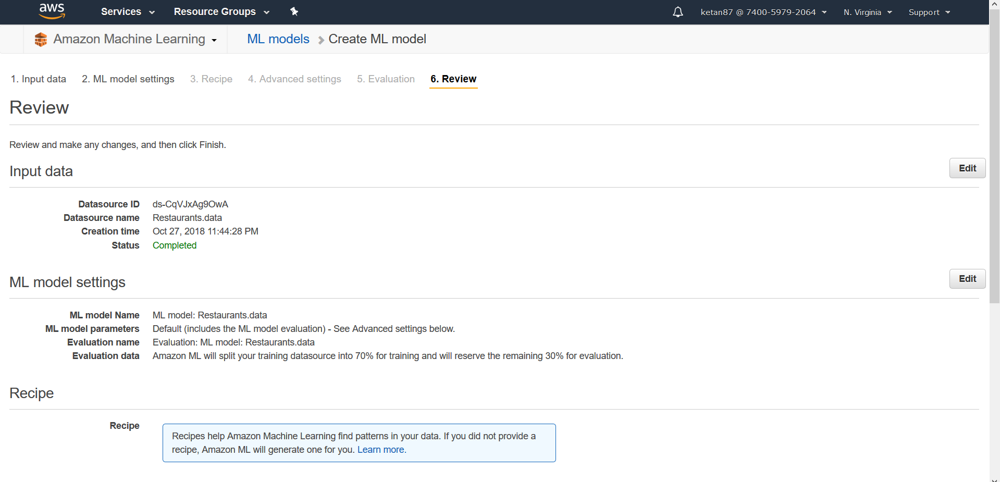 aws
Services
Resource Groups
ketan87 @ 7400-5979-2064
N. Virginia
Support
Amazon Machine Learning
ML models
Create ML model
1. Input data
2. ML model settings
3. Recipe
4. Advanced settings
5. Evaluation
6. Review
Review
Review and make any changes, and then click Finish.
Input data
Edit
Datasource ID ds-CqVJxAg9OwA
Datasource name Restaurants.data
Creation time Oct 27, 2018 11:44:28 PM
Status Completed
ML model settings
Edit
ML model Name ML model: Restaurants.data
ML model parameters Default (includes the ML model evaluation) - See Advanced settings below.
Evaluation name Evaluation: ML model: Restaurants.data
Evaluation data Amazon ML will split your training datasource into 70% for training and will reserve the remaining 30% for evaluation.
Recipe
Recipe
Recipes help Amazon Machine Learning find patterns in your data. If you did not provide a
recipe, Amazon ML will generate one for you. Learn more.